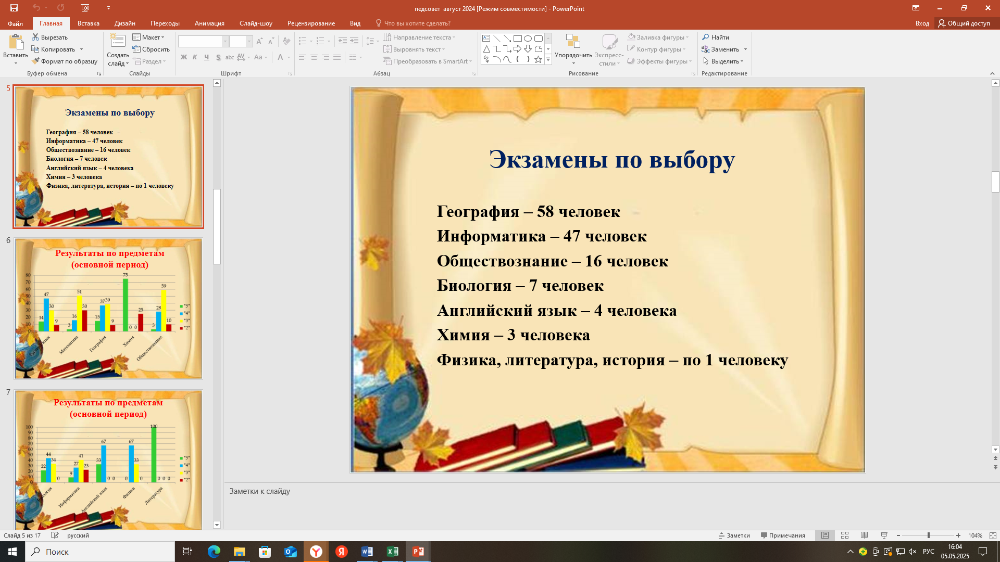 педсовет  август 2024 [Режим совместимости] - PowerPoint
Файл Главная Вставка Дизайн Переходы Анимация Слайд-шоу Рецензирование Вид Что вы хотите сделать? Вход Общий доступ
Вставить
Вырезать
Копировать
Формат по образцу
Буфер обмена
Создать слайд
Макет
Сбросить
Раздел
Слайды
Ж К Ч S abc AV Aa A
Шрифт
Направление текста
Выровнять текст
Преобразовать в SmartArt
Абзац
Упорядочить
Экспресс-стили
Заливка фигуры
Контур фигуры
Эффекты фигуры
Рисование
Найти
Заменить
Выделить
Редактирование
5
Экзамены по выбору
География – 58 человек
Информатика – 47 человек
Обществознание – 16 человек
Биология – 7 человек
Английский язык – 4 человека
Химия – 3 человека
Физика, литература, история – по 1 человеку
6
Результаты по предметам
(основной период)
80
70
60
50
40
30
20
10
0
14 47 30 9
3 16 51 30
15 37 39 9
75 0 0 25
3 28 59 10
язык Математика География Химия Обществознание
"5"
"4"
"3"
"2"
7
Результаты по предметам
(основной период)
100
90
80
70
60
50
40
30
20
10
0
22 44 34 0
9 27 41 23
33 67 0 0
0 67 33 0
100 0 0 0
Информатика Английский язык Физика Литература
"5"
"4"
"3"
"2"
Экзамены по выбору
География – 58 человек
Информатика – 47 человек
Обществознание – 16 человек
Биология – 7 человек
Английский язык – 4 человека
Химия – 3 человека
Физика, литература, история – по 1 человеку
Заметки к слайду
Слайд 5 из 17 русский Заметки Примечания 104%
Поиск
РУС
16:04
05.05.2025